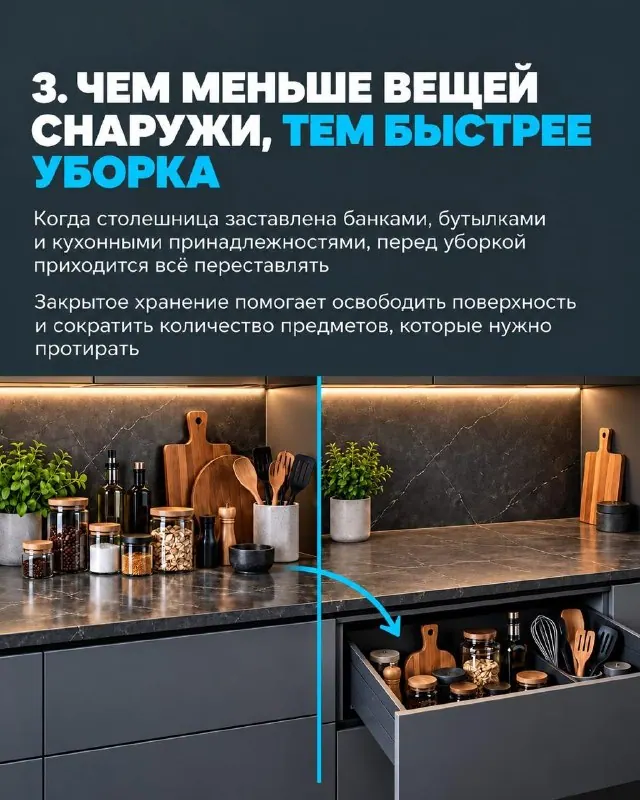 3. ЧЕМ МЕНЬШЕ ВЕЩЕЙ
СНАРУЖИ, ТЕМ БЫСТРЕЕ
УБОРКА
Когда столешница заставлена банками, бутылками
и кухонными принадлежностями, перед уборкой
приходится всё переставлять
Закрытое хранение помогает освободить поверхность
и сократить количество предметов, которые нужно
протирать